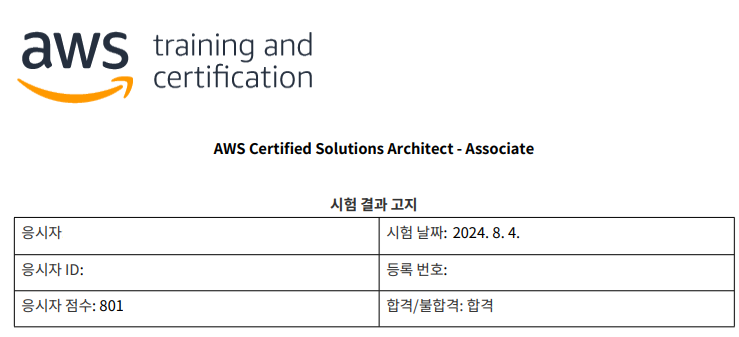 aws training and
certification
AWS Certified Solutions Architect - Associate
시험 결과 고지
응시자
시험 날짜: 2024. 8. 4.
응시자 ID:
등록 번호:
응시자 점수: 801
합격/불합격: 합격